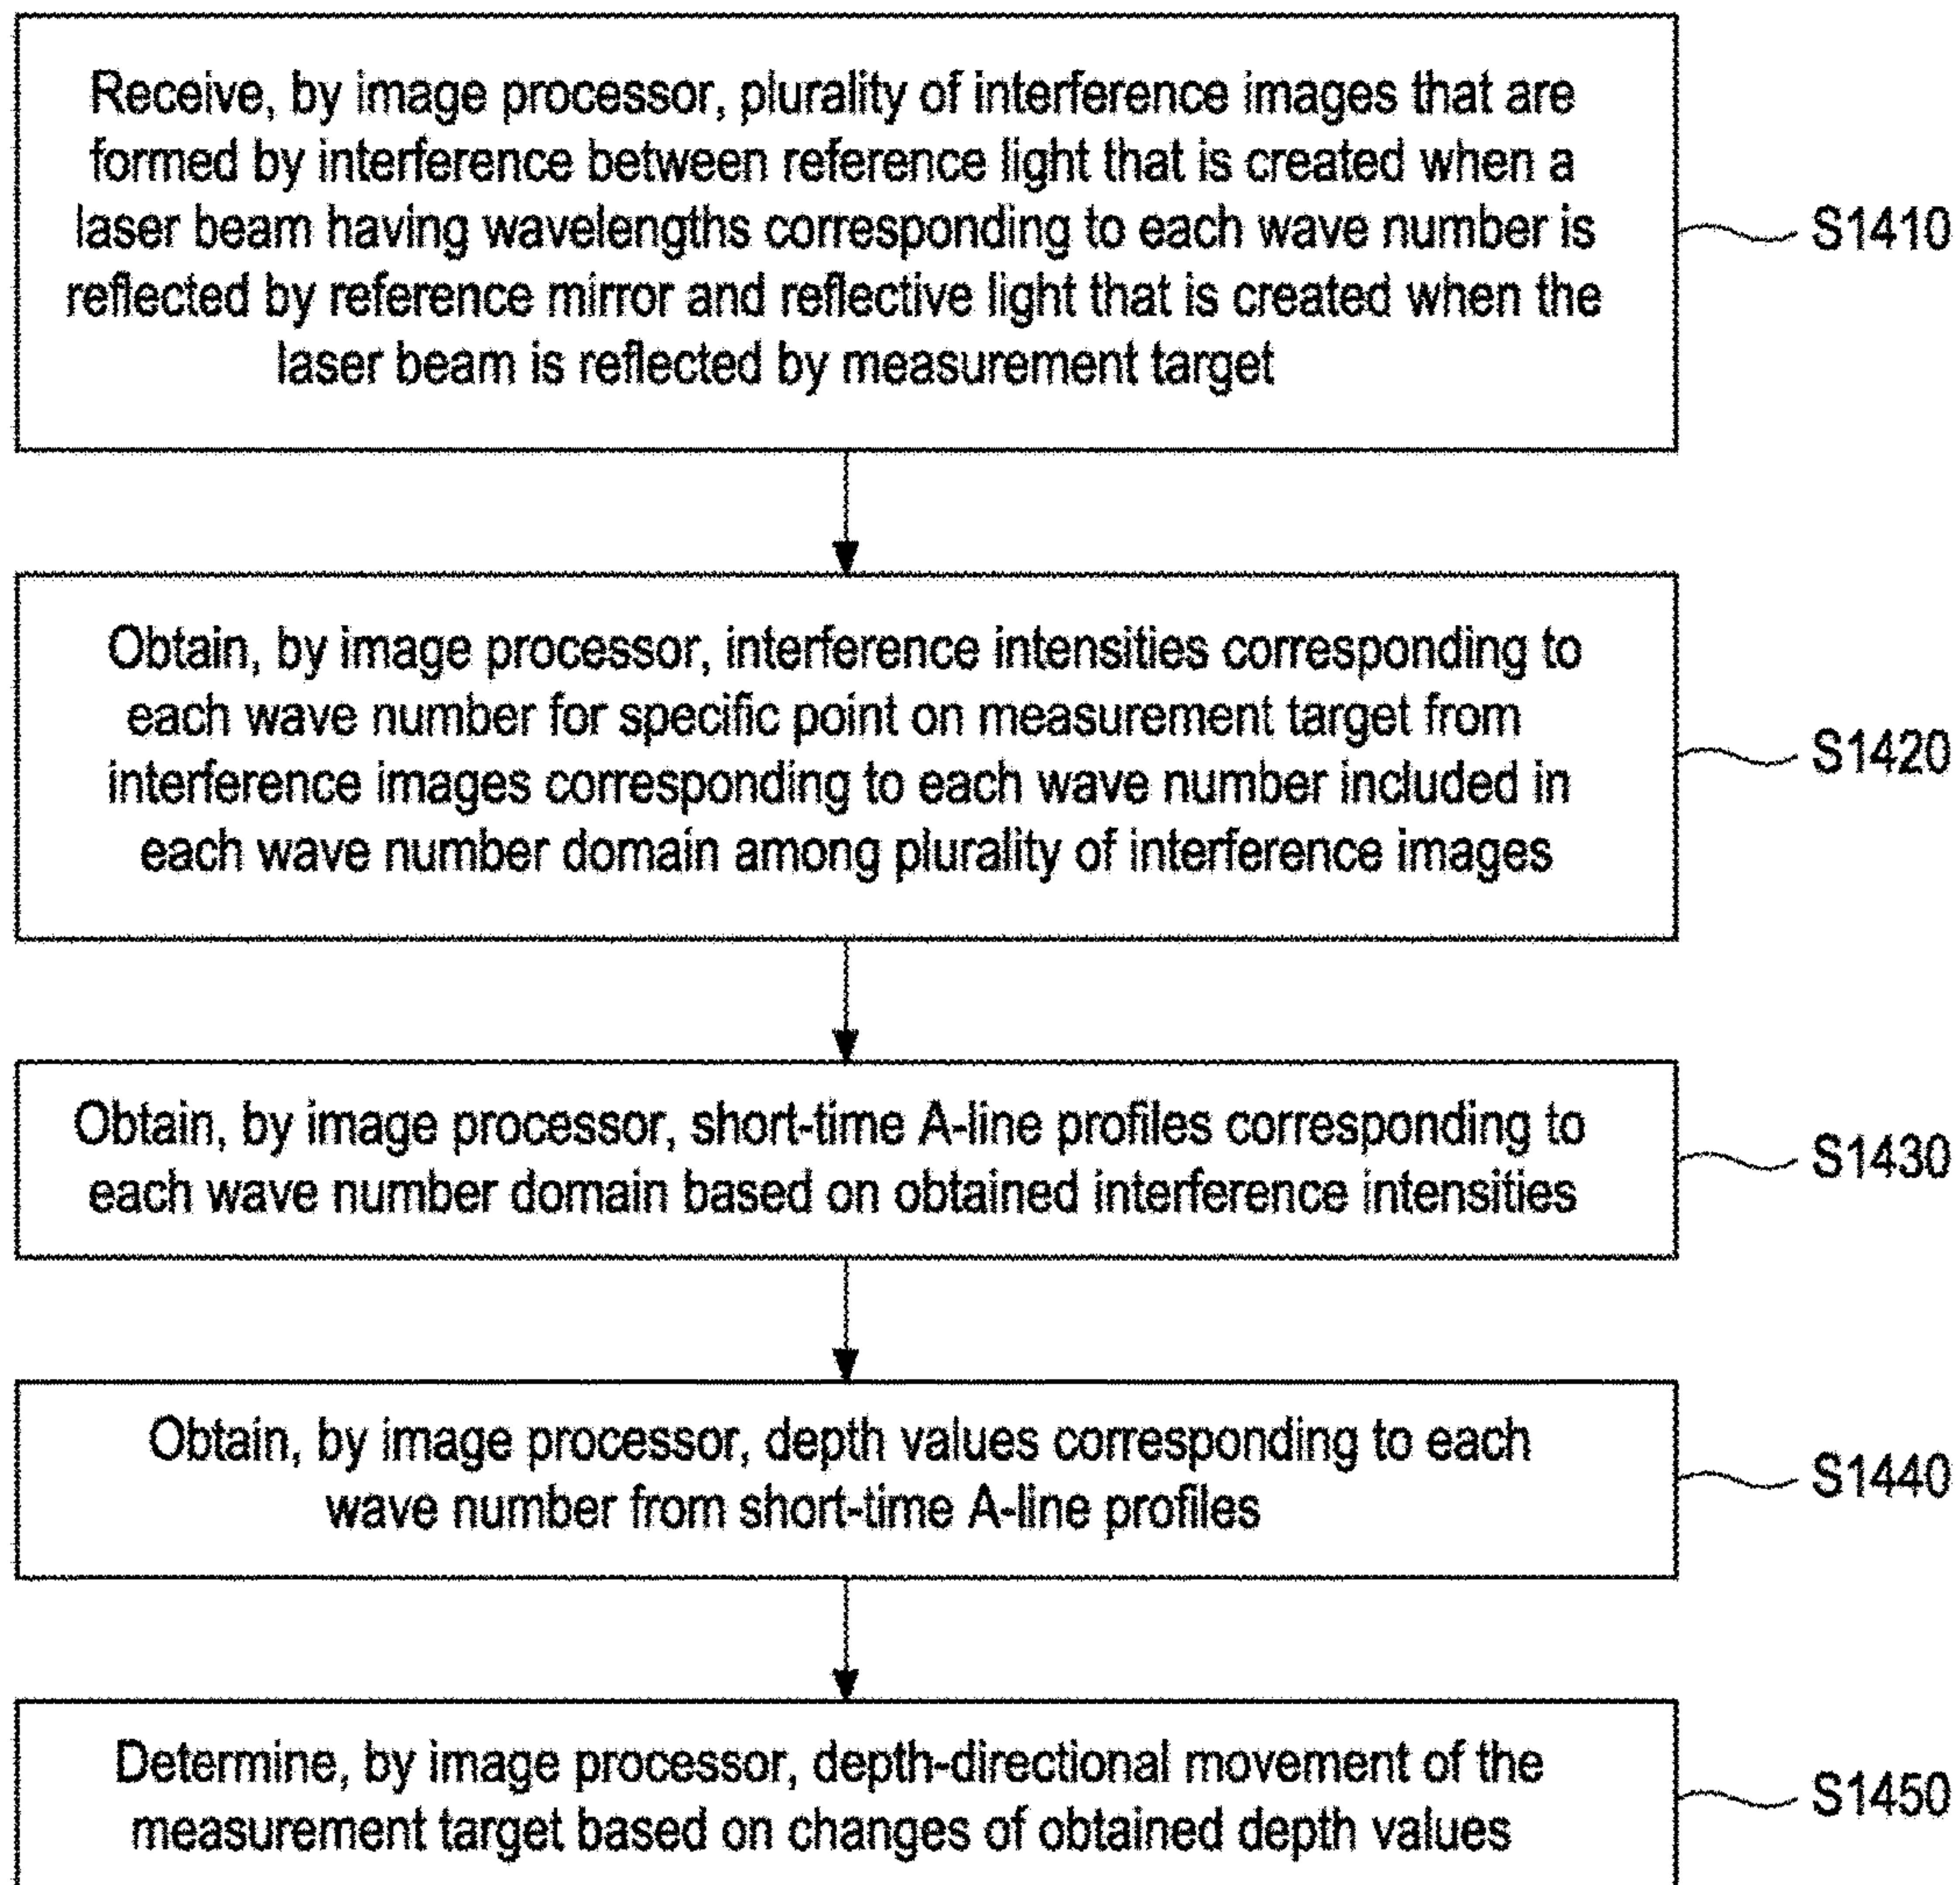 Receive, by image processor, plurality of interference images that are
formed by interference between reference light that is created when a
laser beam having wavelengths corresponding to each wave number is
reflected by reference mirror and reflective light that is created when the
laser beam is reflected by measurement target
S1410
Obtain, by image processor, interference intensities corresponding to
each wave number for specific point on measurement target from
interference images corresponding to each wave number included in
each wave number domain among plurality of interference images
S1420
Obtain, by image processor, short-time A-line profiles corresponding to
each wave number domain based on obtained interference intensities
S1430
Obtain, by image processor, depth values corresponding to each
wave number from short-time A-line profiles
S1440
Determine, by image processor, depth-directional movement of the
measurement target based on changes of obtained depth values
S1450